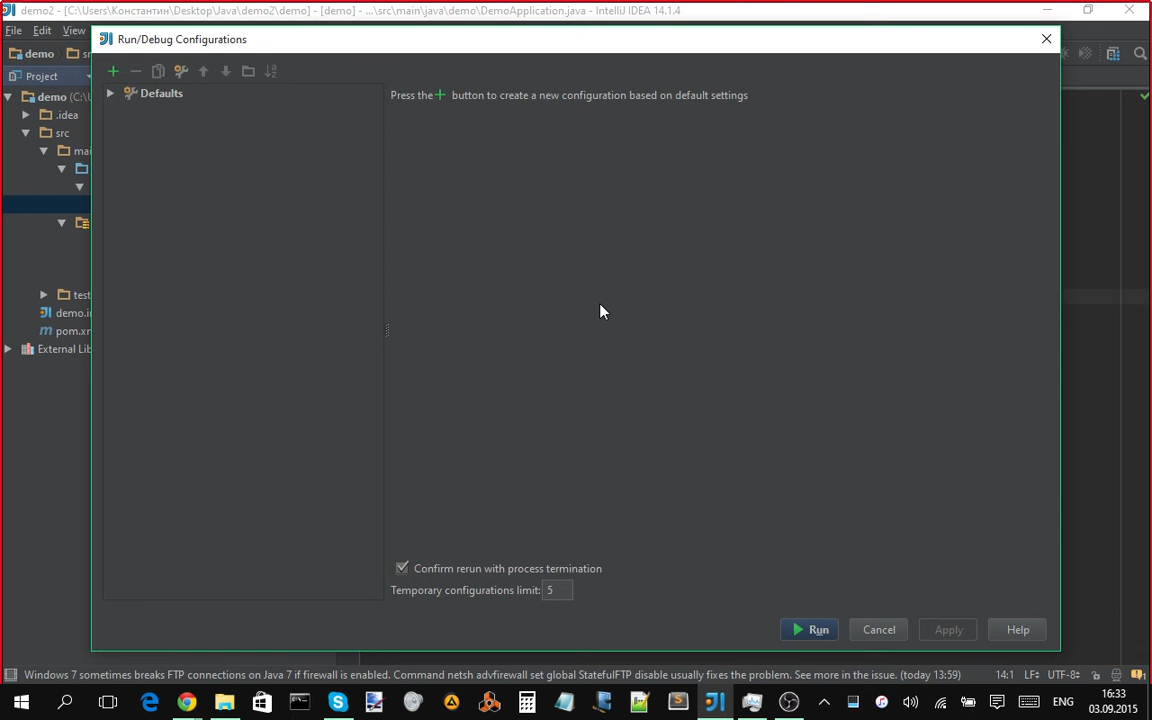 demo2 - [C:\Users\Константин\Desktop\Java\demo2\demo] - [demo] - ...\src\main\java\demo\DemoApplication.java - IntelliJ IDEA 14.1.4
File Edit View
Run/Debug Configurations
demo
Project
Defaults
Press the + button to create a new configuration based on default settings
demo (C:\U
.idea
src
mai
test
demo.i
pom.x
External Lib
Confirm rerun with process termination
Temporary configurations limit: 5
Run Cancel Apply Help
Windows 7 sometimes breaks FTP connections on Java 7 if firewall is enabled. Command netsh advfirewall set global StatefulFTP disable usually fixes the problem. See more in the issue. (today 13:59) 14:1 LF UTF-8
ENG
16:33
03.09.2015